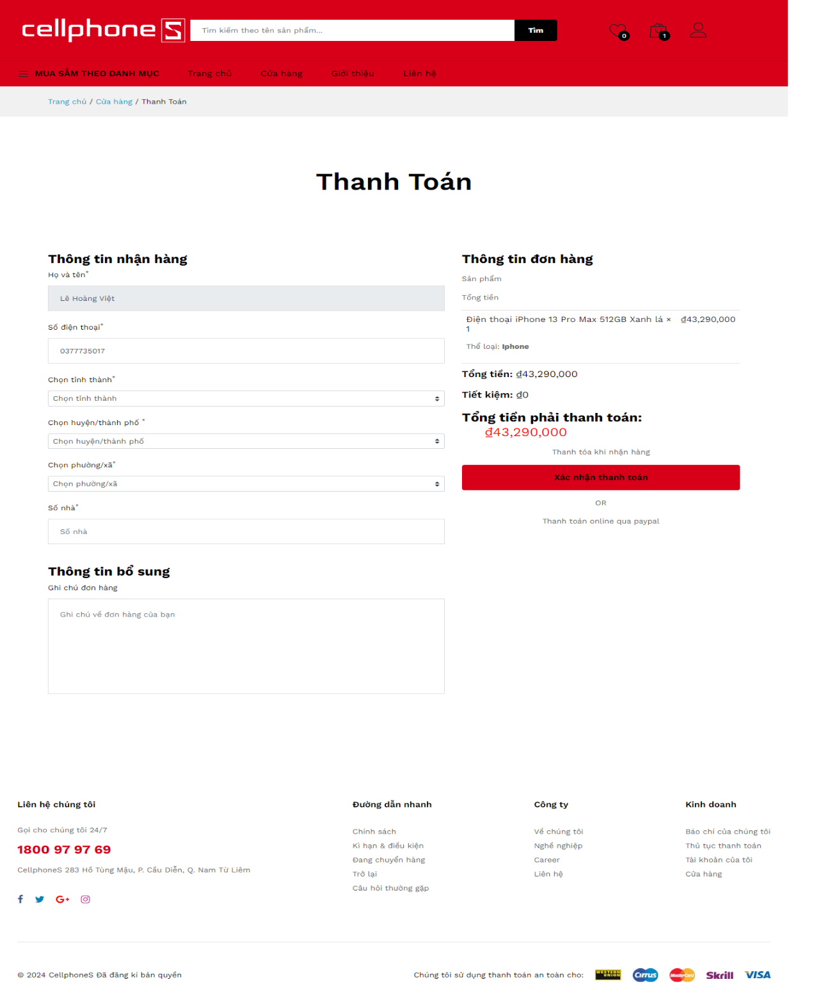 cellphone S
Tìm kiếm theo tên sản phẩm...
Tìm
0
1
MUA SẮM THEO DANH MỤC
Trang chủ
Cửa hàng
Giới thiệu
Liên hệ
Trang chủ / Cửa hàng / Thanh Toán
Thanh Toán
Thông tin nhận hàng
Họ và tên*
Lê Hoàng Việt
Số điện thoại*
0377735017
Chọn tỉnh thành*
Chọn tỉnh thành
Chọn huyện/thành phố *
Chọn huyện/thành phố
Chọn phường/xã*
Chọn phường/xã
Số nhà*
Số nhà
Thông tin bổ sung
Ghi chú đơn hàng
Ghi chú về đơn hàng của bạn
Thông tin đơn hàng
Sản phẩm
Tổng tiền
Điện thoại iPhone 13 Pro Max 512GB Xanh lá × ₫43,290,000
1
Thể loại: Iphone
Tổng tiền: ₫43,290,000
Tiết kiệm: ₫0
Tổng tiền phải thanh toán:
₫43,290,000
Thanh tóa khi nhận hàng
Xác nhận thanh toán
OR
Thanh toán online qua paypal
Liên hệ chúng tôi
Gọi cho chúng tôi 24/7
1800 97 97 69
CellphoneS 283 Hồ Tùng Mậu, P. Cầu Diễn, Q. Nam Từ Liêm
Đường dẫn nhanh
Chính sách
Kì hạn & điều kiện
Đang chuyển hàng
Trở lại
Câu hỏi thường gặp
Công ty
Về chúng tôi
Nghề nghiệp
Career
Liên hệ
Kinh doanh
Báo chí của chúng tôi
Thủ tục thanh toán
Tài khoản của tôi
Cửa hàng
© 2024 CellphoneS Đã đăng kí bản quyền
Chúng tôi sử dụng thanh toán an toàn cho:
WESTERN UNION
Cirrus
MasterCard
Skrill
VISA